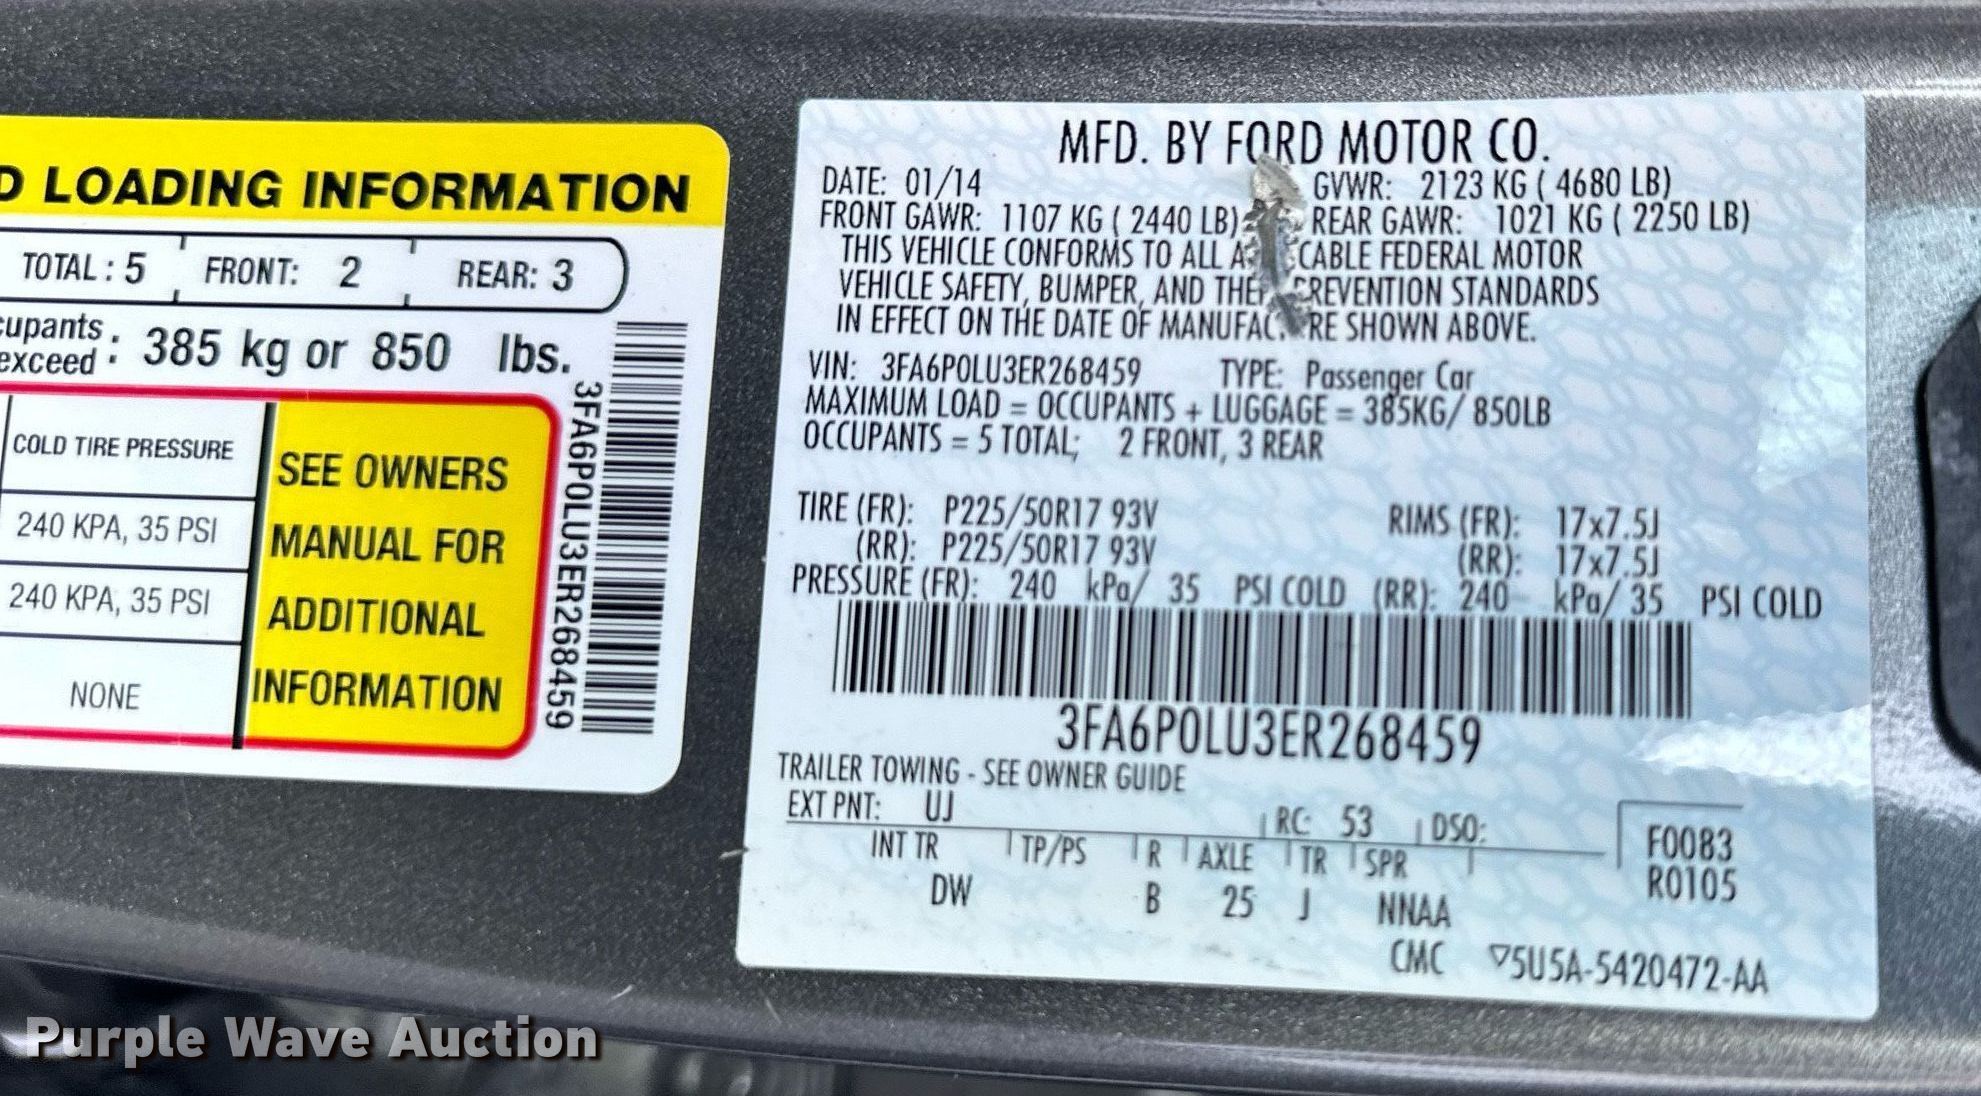 D LOADING INFORMATION
TOTAL : 5 FRONT: 2 REAR: 3
cupants
exceed : 385 kg or 850 lbs.
COLD TIRE PRESSURE
240 KPA, 35 PSI
240 KPA, 35 PSI
NONE
SEE OWNERS
MANUAL FOR
ADDITIONAL
INFORMATION
3FA6P0LU3ER268459
MFD. BY FORD MOTOR CO.
DATE: 01/14 GVWR: 2123 KG ( 4680 LB)
FRONT GAWR: 1107 KG ( 2440 LB) REAR GAWR: 1021 KG ( 2250 LB)
THIS VEHICLE CONFORMS TO ALL A CABLE FEDERAL MOTOR
VEHICLE SAFETY, BUMPER, AND THEF PREVENTION STANDARDS
IN EFFECT ON THE DATE OF MANUFAC RE SHOWN ABOVE.
VIN: 3FA6P0LU3ER268459 TYPE: Passenger Car
MAXIMUM LOAD = OCCUPANTS + LUGGAGE = 385KG/ 850LB
OCCUPANTS = 5 TOTAL; 2 FRONT, 3 REAR
TIRE (FR): P225/50R17 93V RIMS (FR): 17x7.5J
(RR): P225/50R17 93V (RR): 17x7.5J
PRESSURE (FR): 240 kPa/ 35 PSI COLD (RR): 240 kPa/ 35 PSI COLD
3FA6P0LU3ER268459
TRAILER TOWING - SEE OWNER GUIDE
EXT PNT: UJ RC: 53 DSO:
INT TR TP/PS R AXLE TR SPR
DW B 25 J NNAA
F0083
R0105
CMC ▽5U5A-5420472-AA
Purple Wave Auction